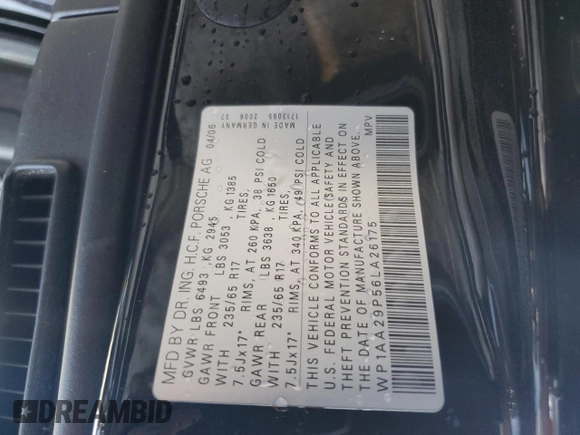 MFD BY DR. ING. H.C.F. PORSCHE AG 04/06
GVWR LBS 6493 , KG 2945
GAWR FRONT LBS 3053 , KG 1385
WITH 235/65 R17 TIRES,
7.5Jx17" RIMS, AT 260 KPA, 38 PSI COLD
GAWR REAR LBS 3638 , KG 1650
WITH 235/65 R17 TIRES,
7.5Jx17" RIMS, AT 340 KPA, 49 PSI COLD
THIS VEHICLE CONFORMS TO ALL APPLICABLE
U.S. FEDERAL MOTOR VEHICLE SAFETY AND
THEFT PREVENTION STANDARDS IN EFFECT ON
THE DATE OF MANUFACTURE SHOWN ABOVE.
WP1AA29P56LA26175 MPV
MADE IN GERMANY
1713095 2006 37
DREAMBID